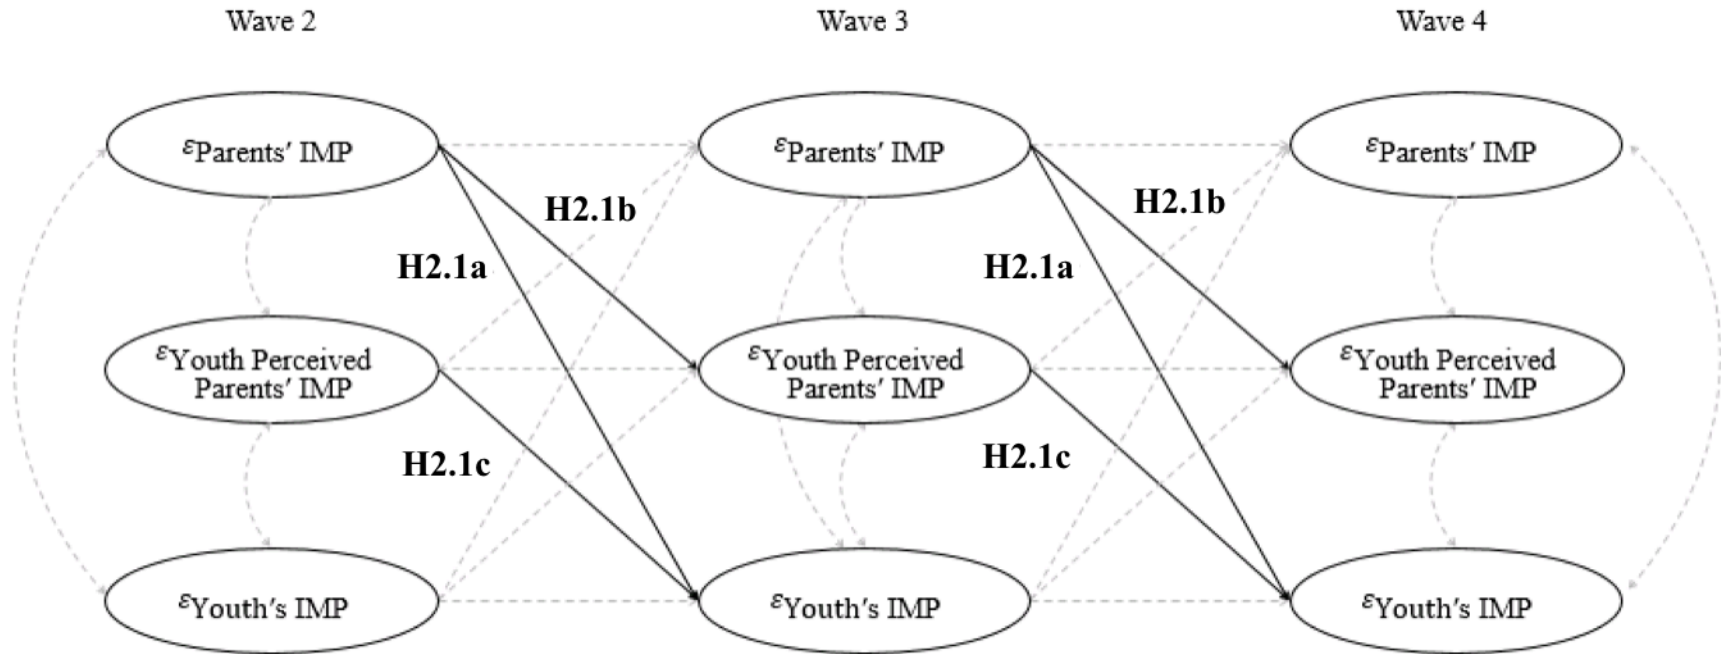 Wave 2
Wave 3
Wave 4
εParents′ IMP
εParents′ IMP
εParents′ IMP
H2.1b
H2.1b
H2.1a
H2.1a
εYouth Perceived
Parents′ IMP
εYouth Perceived
Parents′ IMP
εYouth Perceived
Parents′ IMP
H2.1c
H2.1c
εYouth′s IMP
εYouth′s IMP
εYouth′s IMP